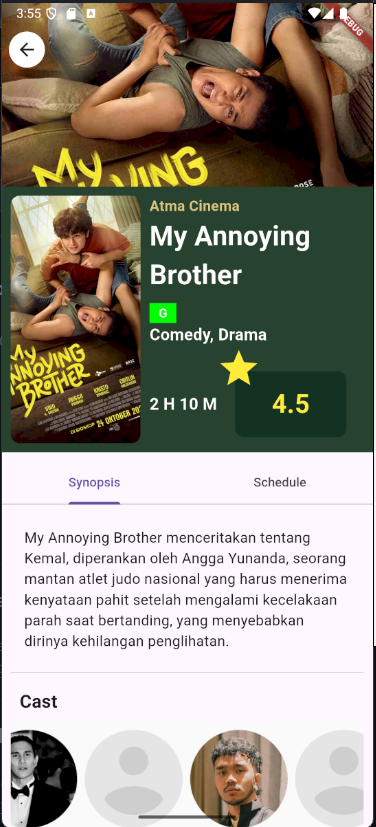 3:55
DEBUG
MY
Atma Cinema
My Annoying
Brother
G
Comedy, Drama
2 H 10 M
4.5
MY
ANNOYING
BROTHER
24 OKTOBER
Synopsis
Schedule
My Annoying Brother menceritakan tentang
Kemal, diperankan oleh Angga Yunanda, seorang
mantan atlet judo nasional yang harus menerima
kenyataan pahit setelah mengalami kecelakaan
parah saat bertanding, yang menyebabkan
dirinya kehilangan penglihatan.
Cast